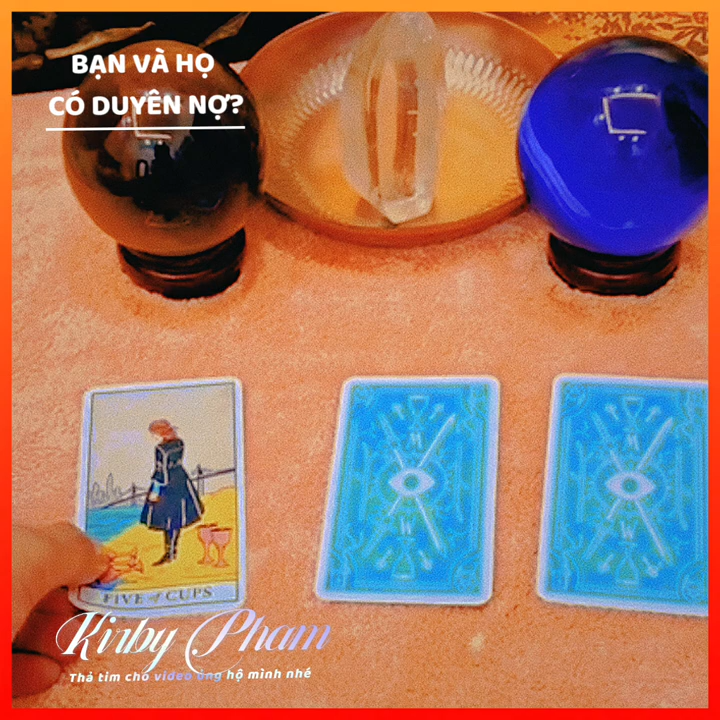 BẠN VÀ HỌ
CÓ DUYÊN NỢ?
FIVE of CUPS
Kirby Pham
Thả tim cho video ủng hộ mình nhé